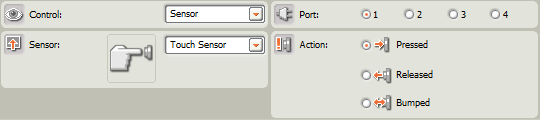 Control: Sensor Port: 1 2 3 4
Sensor: Touch Sensor Action: Pressed
Released
Bumped